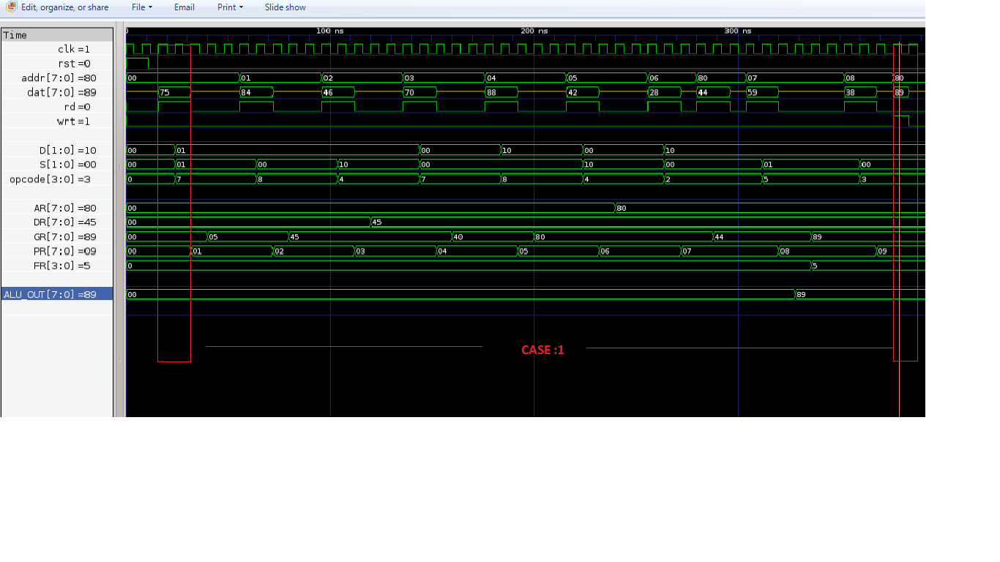 Edit, organize, or share File Email Print Slide show
Time 0 100 ns 200 ns 300 ns
clk =1
rst =0
addr[7:0] =80 00 01 02 03 04 05 06 80 07 08 80
dat[7:0] =89 75 84 46 70 88 42 28 44 59 38 89
rd =0
wrt =1
D[1:0] =10 00 01 00 10 00 10
S[1:0] =00 00 01 00 10 00 10 00 01 00
opcode[3:0] =3 0 7 8 4 7 8 4 2 5 3
AR[7:0] =80 00 80
DR[7:0] =45 00 45
GR[7:0] =89 00 05 45 40 80 44 89
PR[7:0] =09 00 01 02 03 04 05 06 07 08 09
FR[3:0] =5 0 5
ALU_OUT[7:0] =89 00 89
CASE :1